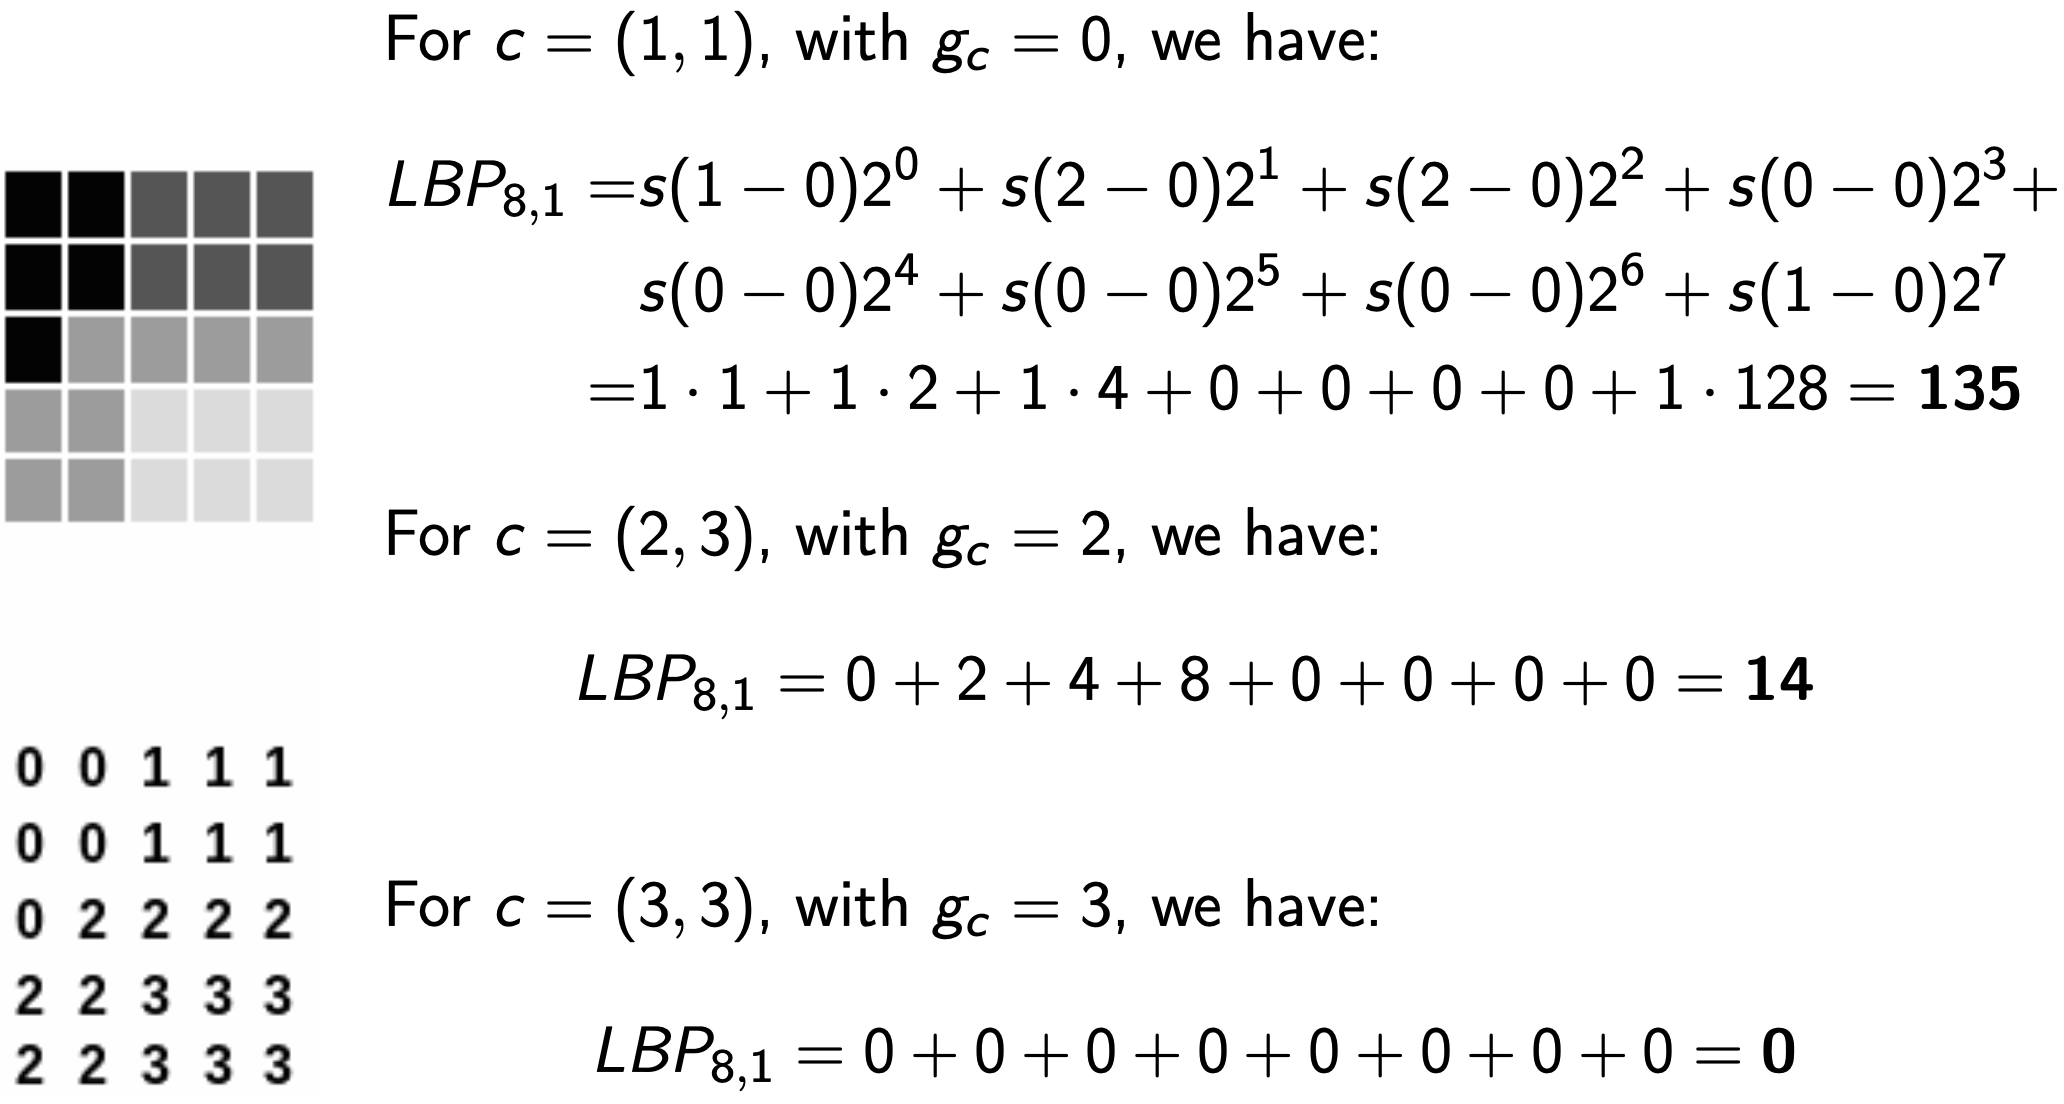 For c = (1, 1), with g_c = 0, we have:
LBP_{8,1} =s(1 − 0)2^0 + s(2 − 0)2^1 + s(2 − 0)2^2 + s(0 − 0)2^3+
s(0 − 0)2^4 + s(0 − 0)2^5 + s(0 − 0)2^6 + s(1 − 0)2^7
=1 · 1 + 1 · 2 + 1 · 4 + 0 + 0 + 0 + 0 + 1 · 128 = 135
For c = (2, 3), with g_c = 2, we have:
LBP_{8,1} = 0 + 2 + 4 + 8 + 0 + 0 + 0 + 0 = 14
For c = (3, 3), with g_c = 3, we have:
LBP_{8,1} = 0 + 0 + 0 + 0 + 0 + 0 + 0 + 0 = 0
0 0 1 1 1
0 0 1 1 1
0 2 2 2 2
2 2 3 3 3
2 2 3 3 3